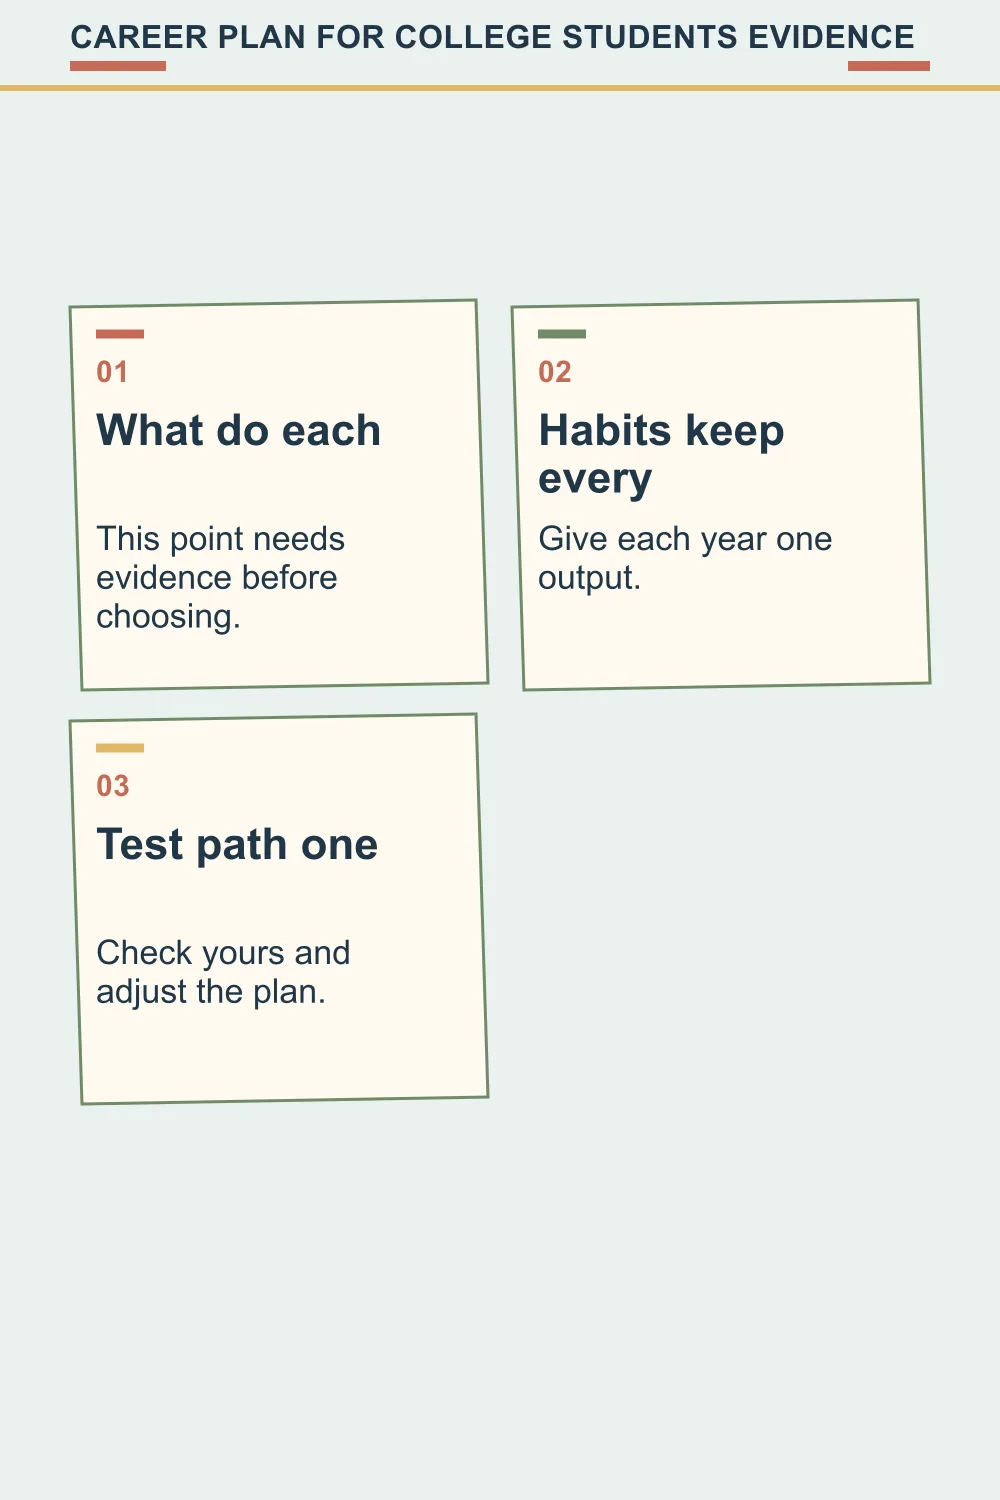 CAREER PLAN FOR COLLEGE STUDENTS EVIDENCE
01
What do each
This point needs
evidence before
choosing.
02
Habits keep
every
Give each year one
output.
03
Test path one
Check yours and
adjust the plan.